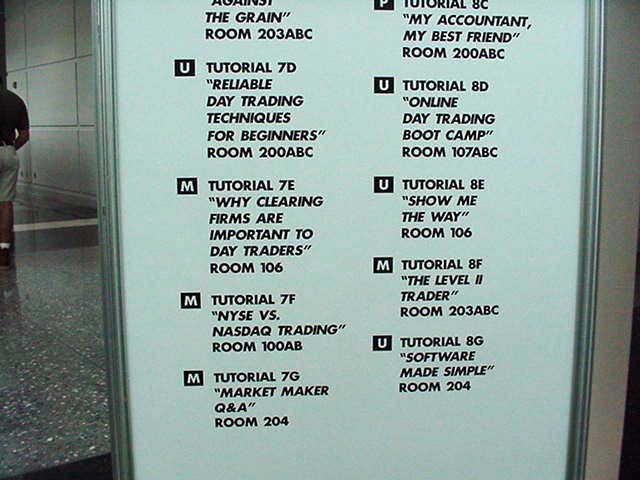 AGAINST
THE GRAIN"
ROOM 203ABC
U TUTORIAL 7D
"RELIABLE
DAY TRADING
TECHNIQUES
FOR BEGINNERS"
ROOM 200ABC
M TUTORIAL 7E
"WHY CLEARING
FIRMS ARE
IMPORTANT TO
DAY TRADERS"
ROOM 106
M TUTORIAL 7F
"NYSE VS.
NASDAQ TRADING"
ROOM 100AB
M TUTORIAL 7G
"MARKET MAKER
Q&A"
ROOM 204
P TUTORIAL 8C
"MY ACCOUNTANT,
MY BEST FRIEND"
ROOM 200ABC
U TUTORIAL 8D
"ONLINE
DAY TRADING
BOOT CAMP"
ROOM 107ABC
U TUTORIAL 8E
"SHOW ME
THE WAY"
ROOM 106
M TUTORIAL 8F
"THE LEVEL II
TRADER"
ROOM 203ABC
U TUTORIAL 8G
"SOFTWARE
MADE SIMPLE"
ROOM 204